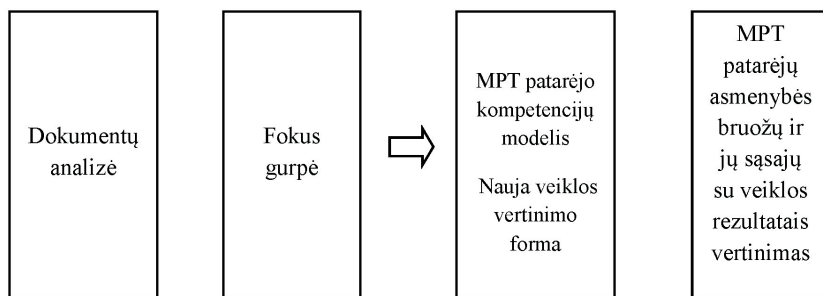 Dokumentų
analizė
Fokus
gurpė
MPT patarėjo
kompetencijų
modelis
Nauja veiklos
vertinimo
forma
MPT
patarėjų
asmenybės
bruožų ir
jų sąsajų
su veiklos
rezultatais
vertinimas